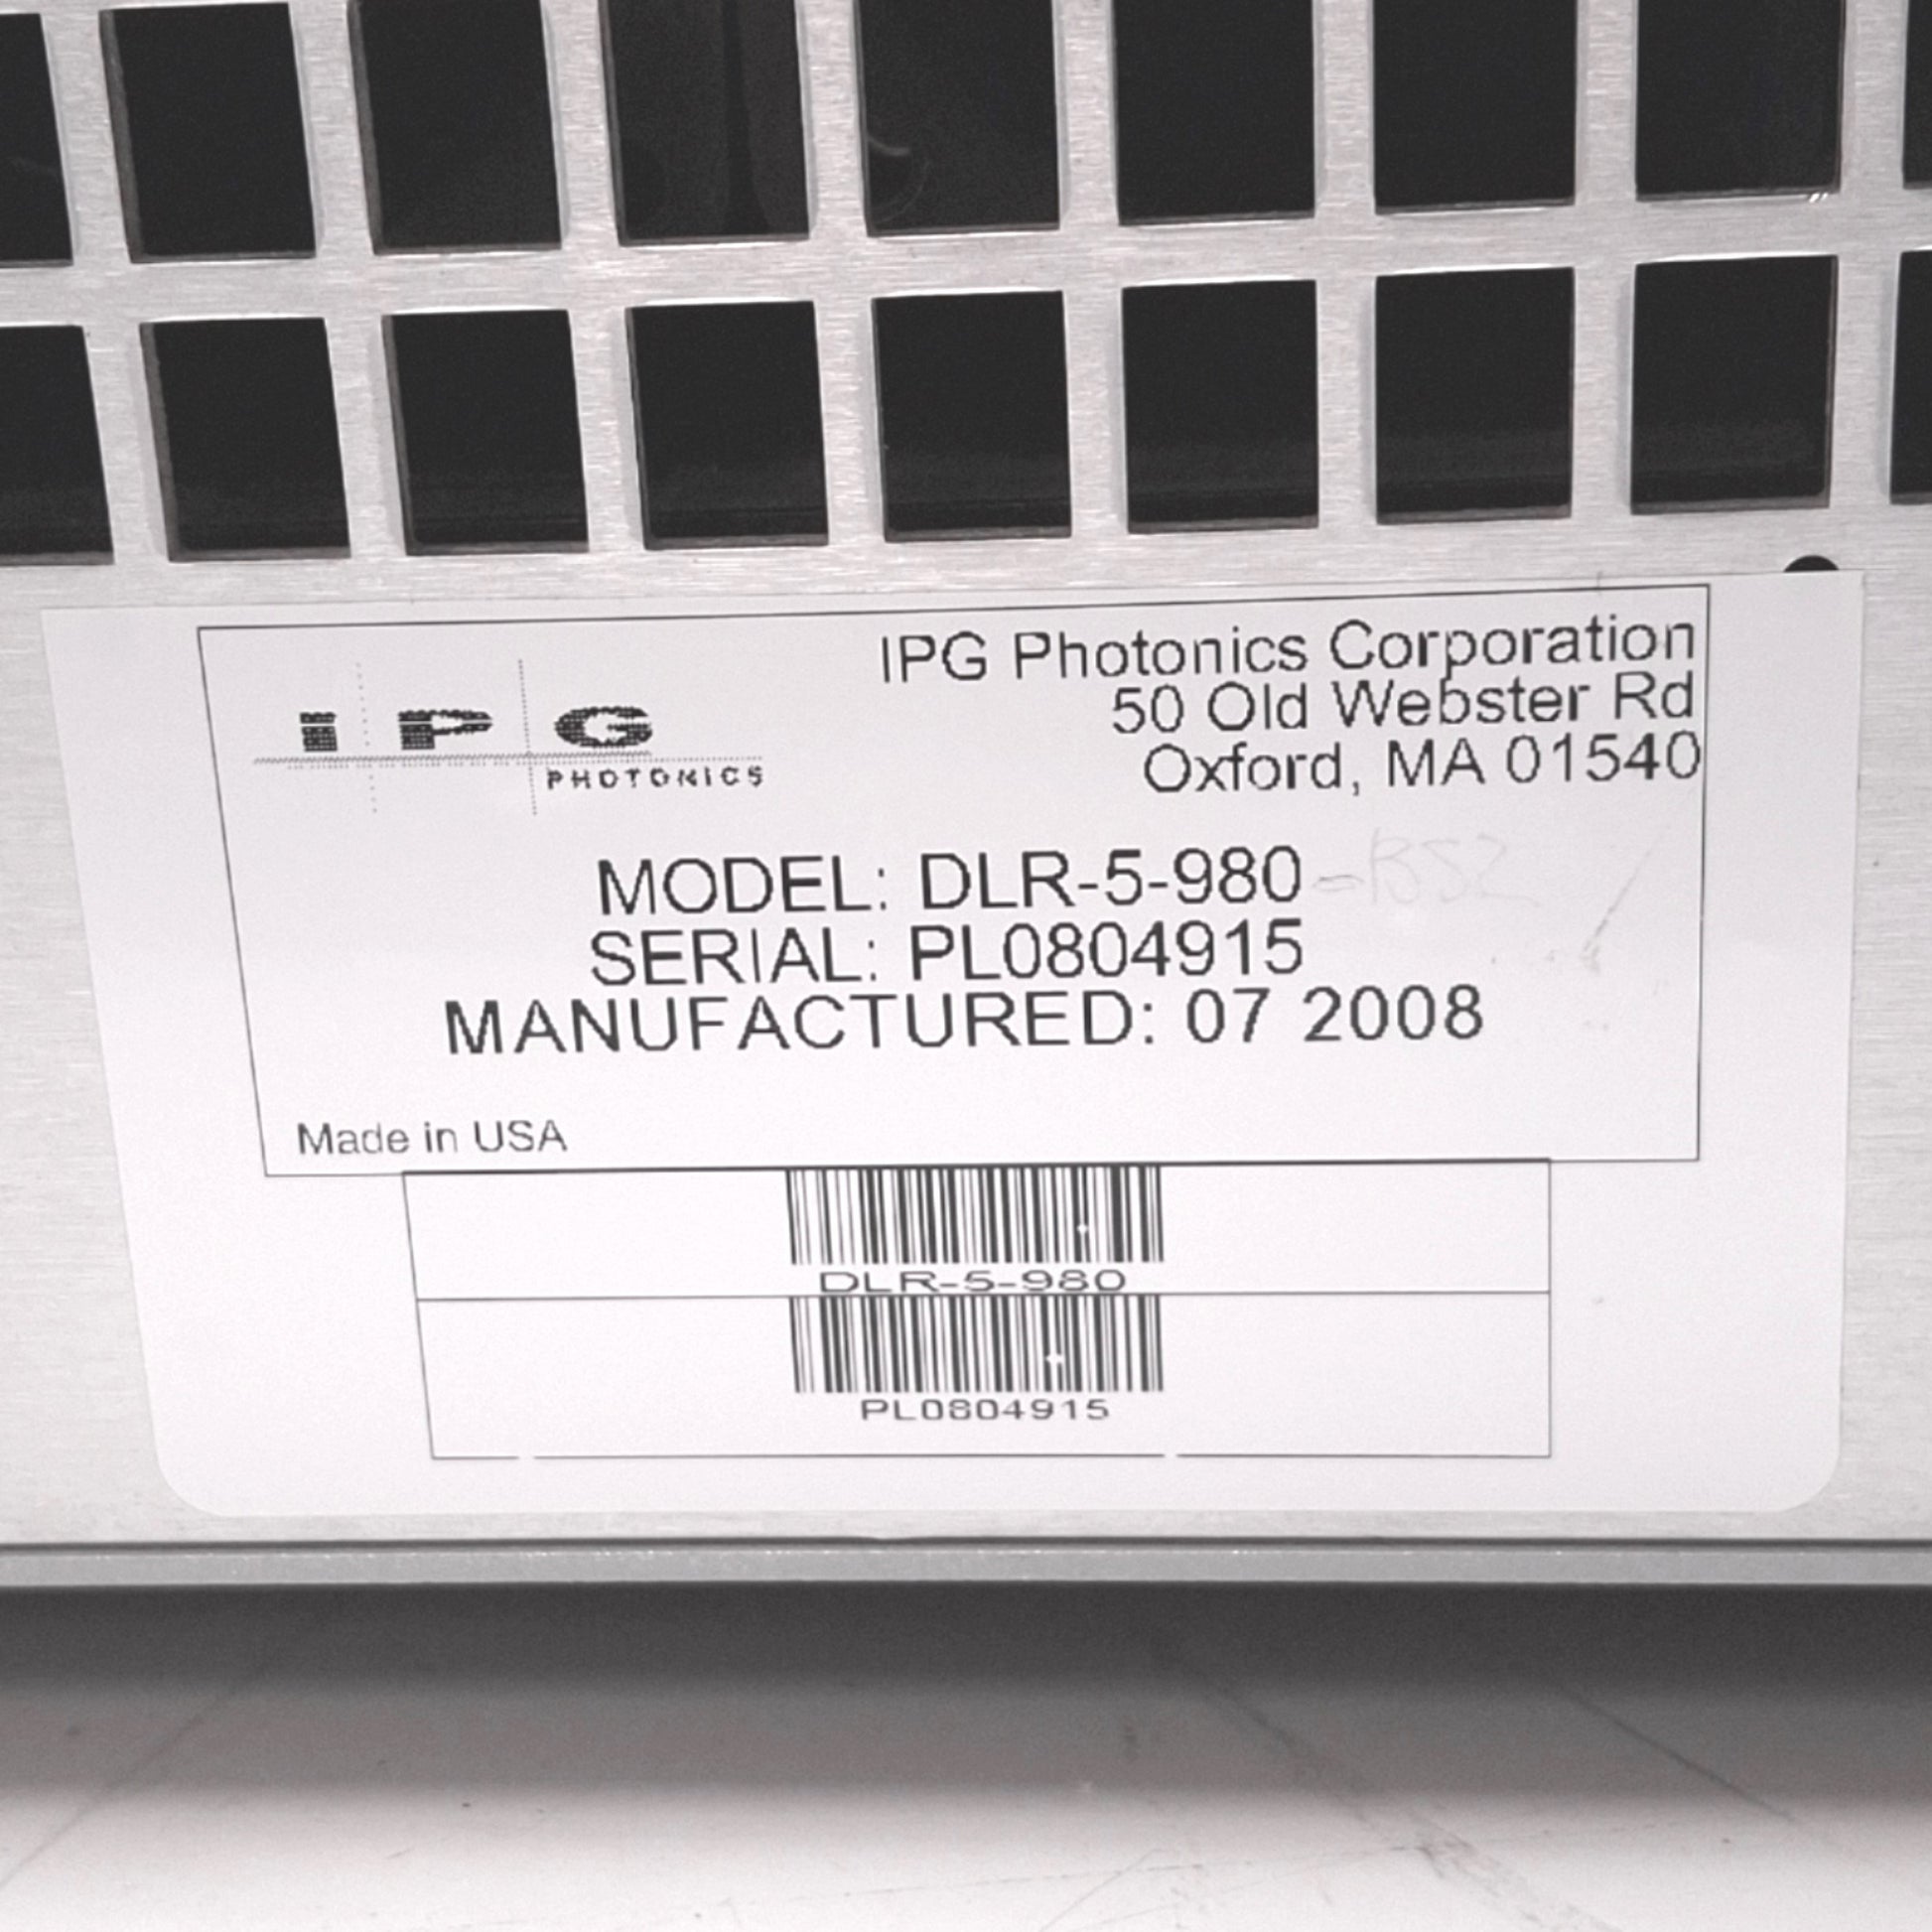 IPG
PHOTONICS
IPG Photonics Corporation
50 Old Webster Rd
Oxford, MA 01540
MODEL: DLR-5-980
SERIAL: PL0804915
MANUFACTURED: 07 2008
Made in USA
DLR-5-980
PL0804915